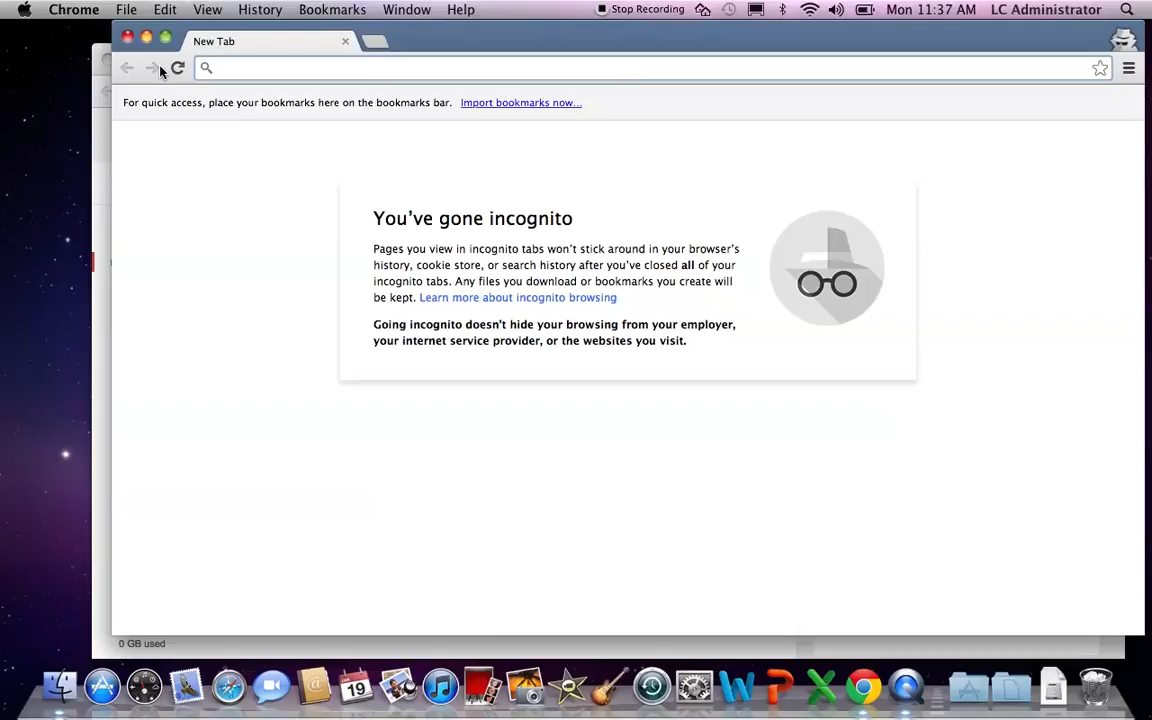 Chrome File Edit View History Bookmarks Window Help Stop Recording Mon 11:37 AM LC Administrator
New Tab
For quick access, place your bookmarks here on the bookmarks bar. Import bookmarks now...
You've gone incognito
Pages you view in incognito tabs won't stick around in your browser's
history, cookie store, or search history after you've closed all of your
incognito tabs. Any files you download or bookmarks you create will
be kept. Learn more about incognito browsing
Going incognito doesn't hide your browsing from your employer,
your internet service provider, or the websites you visit.
0 GB used
19